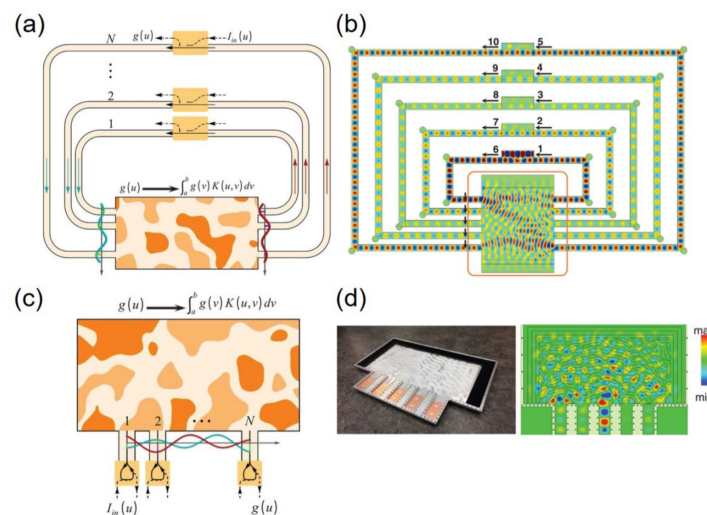 (a)
g(u) I_in(u)
N
⋮
2
1
g(u) ⟶ ∫_a^b g(v) K(u,v) dv
(b)
10 5
9 4
8 3
7 2
6 1
(c)
g(u) ⟶ ∫_a^b g(v) K(u,v) dv
1 2 ••• N
I_in(u) g(u)
(d)
ma
mi